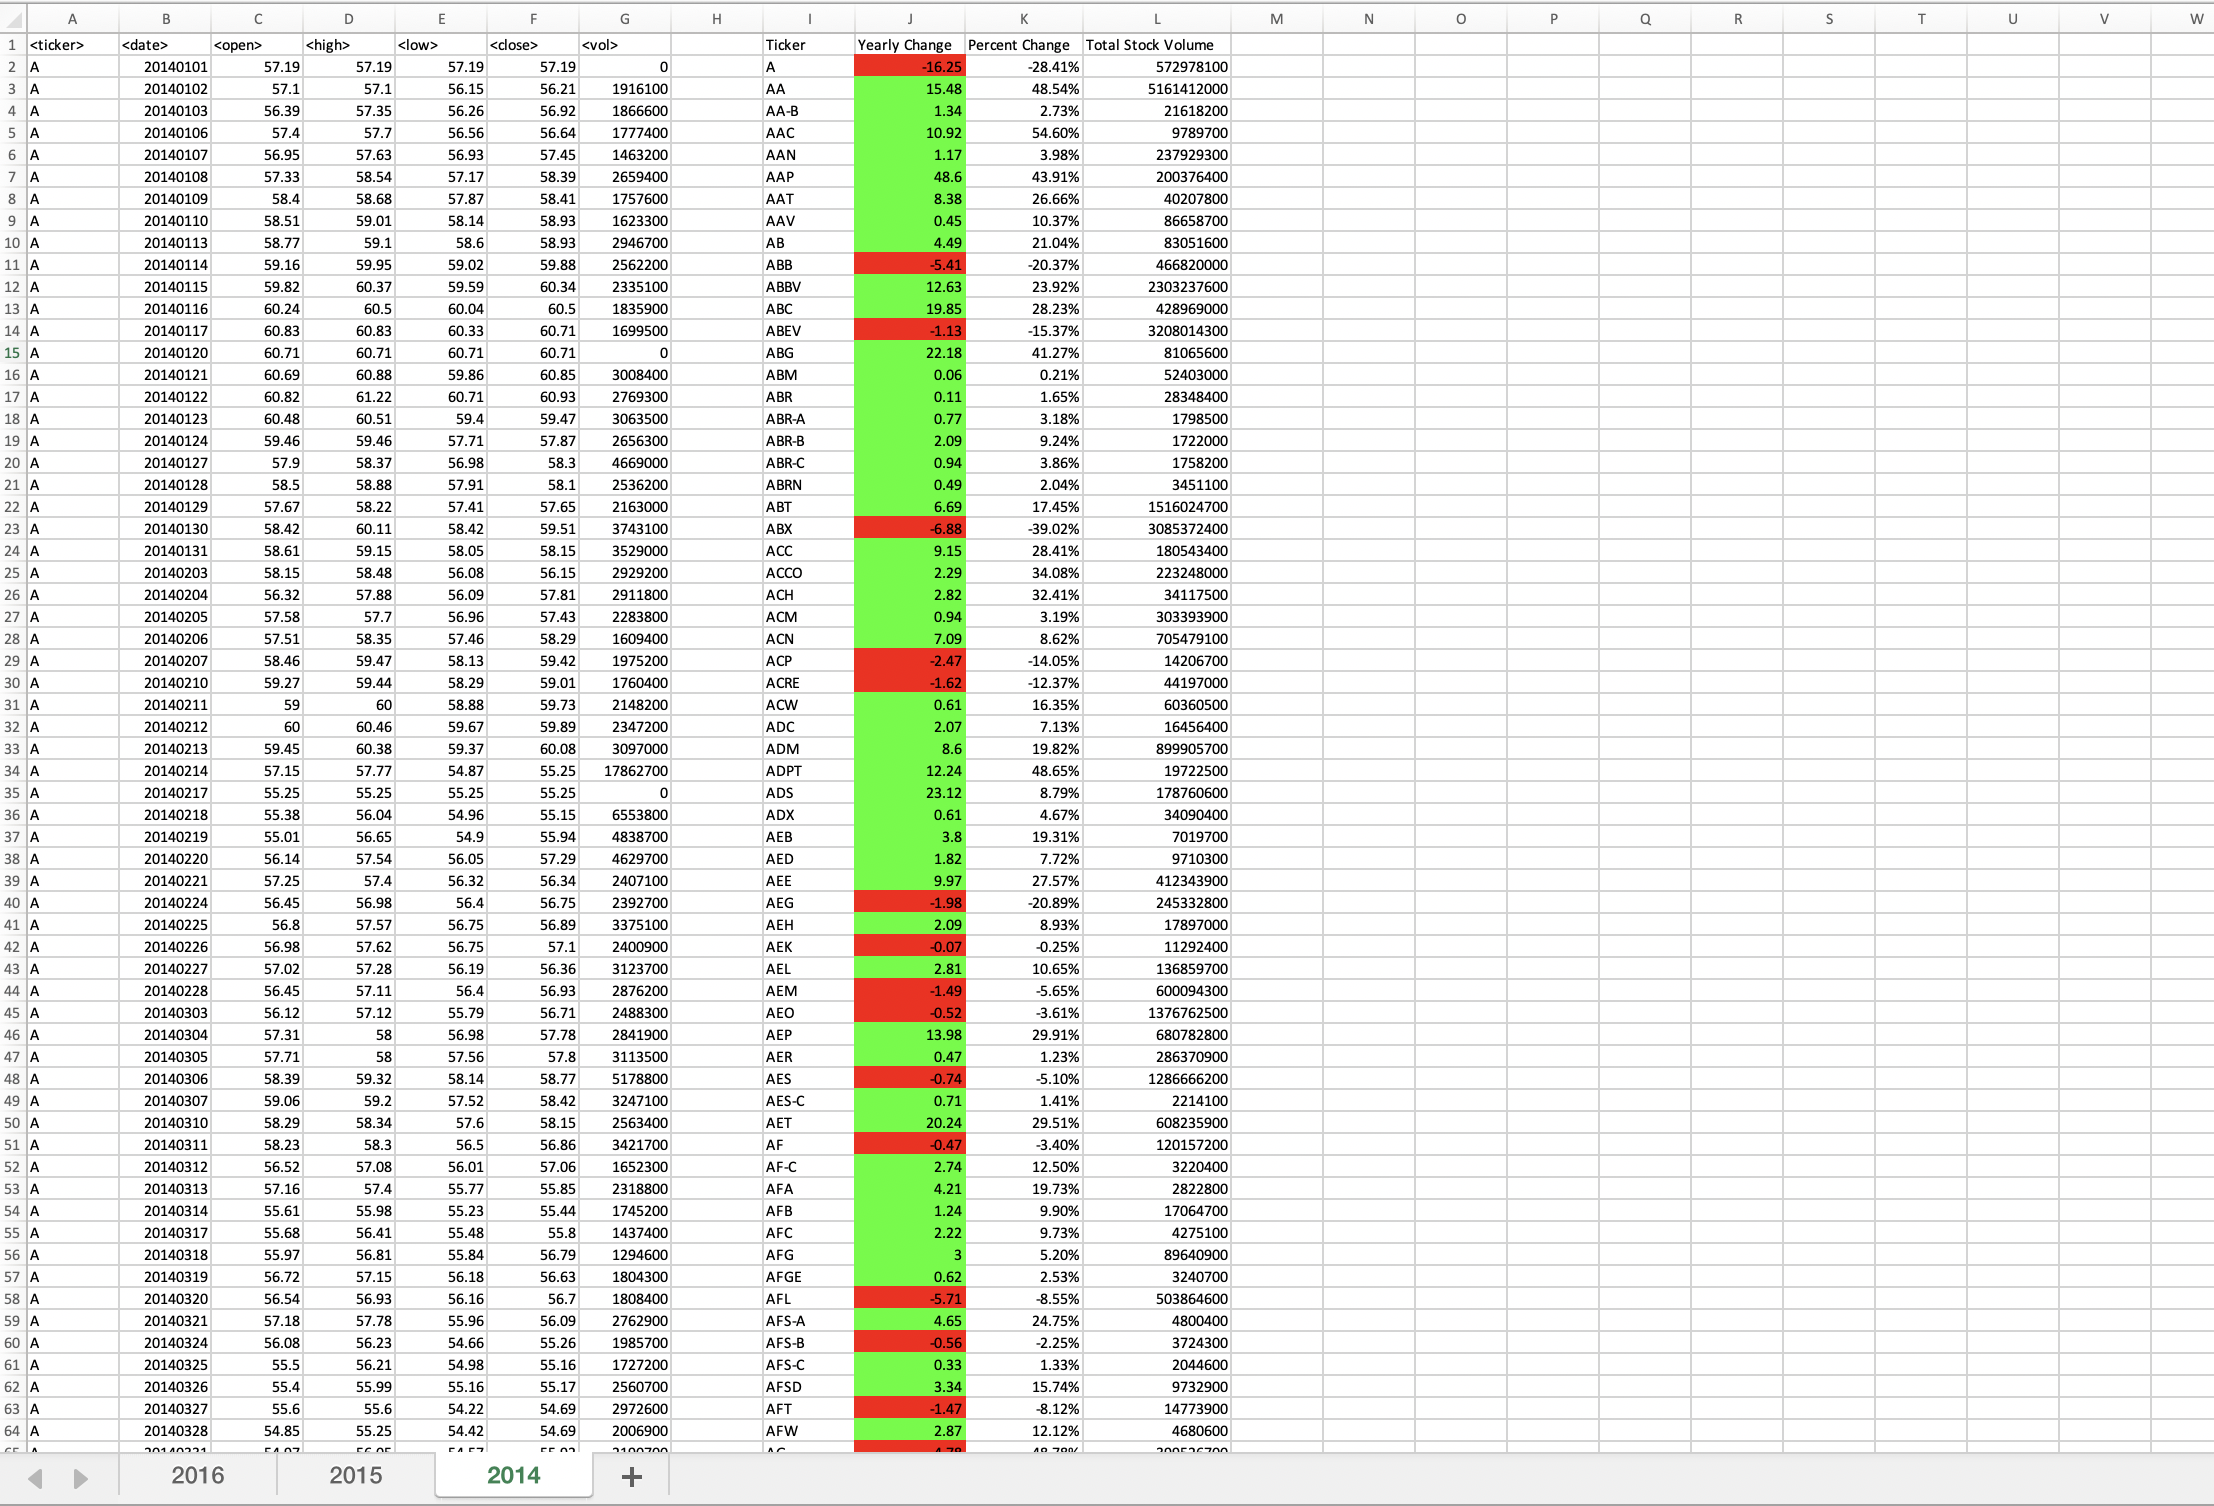 A B C D E F G H I J K L M N O P Q R S T U V W
1 <ticker> <date> <open> <high> <low> <close> <vol> Ticker Yearly Change Percent Change Total Stock Volume
2 A 20140101 57.19 57.19 57.19 57.19 0 A -16.25 -28.41% 572978100
3 A 20140102 57.1 57.1 56.15 56.21 1916100 AA 15.48 48.54% 5161412000
4 A 20140103 56.39 57.35 56.26 56.92 1866600 AA-B 1.34 2.73% 21618200
5 A 20140106 57.4 57.7 56.56 56.64 1777400 AAC 10.92 54.60% 9789700
6 A 20140107 56.95 57.63 56.93 57.45 1463200 AAN 1.17 3.98% 237929300
7 A 20140108 57.33 58.54 57.17 58.39 2659400 AAP 48.6 43.91% 200376400
8 A 20140109 58.4 58.68 57.87 58.41 1757600 AAT 8.38 26.66% 40207800
9 A 20140110 58.51 59.01 58.14 58.93 1623300 AAV 0.45 10.37% 86658700
10 A 20140113 58.77 59.1 58.6 58.93 2946700 AB 4.49 21.04% 83051600
11 A 20140114 59.16 59.95 59.02 59.88 2562200 ABB -5.41 -20.37% 466820000
12 A 20140115 59.82 60.37 59.59 60.34 2335100 ABBV 12.63 23.92% 2303237600
13 A 20140116 60.24 60.5 60.04 60.5 1835900 ABC 19.85 28.23% 428969000
14 A 20140117 60.83 60.83 60.33 60.71 1699500 ABEV -1.13 -15.37% 3208014300
15 A 20140120 60.71 60.71 60.71 60.71 0 ABG 22.18 41.27% 81065600
16 A 20140121 60.69 60.88 59.86 60.85 3008400 ABM 0.06 0.21% 52403000
17 A 20140122 60.82 61.22 60.71 60.93 2769300 ABR 0.11 1.65% 28348400
18 A 20140123 60.48 60.51 59.4 59.47 3063500 ABR-A 0.77 3.18% 1798500
19 A 20140124 59.46 59.46 57.71 57.87 2656300 ABR-B 2.09 9.24% 1722000
20 A 20140127 57.9 58.37 56.98 58.3 4669000 ABR-C 0.94 3.86% 1758200
21 A 20140128 58.5 58.88 57.91 58.1 2536200 ABRN 0.49 2.04% 3451100
22 A 20140129 57.67 58.22 57.41 57.65 2163000 ABT 6.69 17.45% 1516024700
23 A 20140130 58.42 60.11 58.42 59.51 3743100 ABX -6.88 -39.02% 3085372400
24 A 20140131 58.61 59.15 58.05 58.15 3529000 ACC 9.15 28.41% 180543400
25 A 20140203 58.15 58.48 56.08 56.15 2929200 ACCO 2.29 34.08% 223248000
26 A 20140204 56.32 57.88 56.09 57.81 2911800 ACH 2.82 32.41% 34117500
27 A 20140205 57.58 57.7 56.96 57.43 2283800 ACM 0.94 3.19% 303393900
28 A 20140206 57.51 58.35 57.46 58.29 1609400 ACN 7.09 8.62% 705479100
29 A 20140207 58.46 59.47 58.13 59.42 1975200 ACP -2.47 -14.05% 14206700
30 A 20140210 59.27 59.44 58.29 59.01 1760400 ACRE -1.62 -12.37% 44197000
31 A 20140211 59 60 58.88 59.73 2148200 ACW 0.61 16.35% 60360500
32 A 20140212 60 60.46 59.67 59.89 2347200 ADC 2.07 7.13% 16456400
33 A 20140213 59.45 60.38 59.37 60.08 3097000 ADM 8.6 19.82% 899905700
34 A 20140214 57.15 57.77 54.87 55.25 17862700 ADPT 12.24 48.65% 19722500
35 A 20140217 55.25 55.25 55.25 55.25 0 ADS 23.12 8.79% 178760600
36 A 20140218 55.38 56.04 54.96 55.15 6553800 ADX 0.61 4.67% 34090400
37 A 20140219 55.01 56.65 54.9 55.94 4838700 AEB 3.8 19.31% 7019700
38 A 20140220 56.14 57.54 56.05 57.29 4629700 AED 1.82 7.72% 9710300
39 A 20140221 57.25 57.4 56.32 56.34 2407100 AEE 9.97 27.57% 412343900
40 A 20140224 56.45 56.98 56.4 56.75 2392700 AEG -1.98 -20.89% 245332800
41 A 20140225 56.8 57.57 56.75 56.89 3375100 AEH 2.09 8.93% 17897000
42 A 20140226 56.98 57.62 56.75 57.1 2400900 AEK -0.07 -0.25% 11292400
43 A 20140227 57.02 57.28 56.19 56.36 3123700 AEL 2.81 10.65% 136859700
44 A 20140228 56.45 57.11 56.4 56.93 2876200 AEM -1.49 -5.65% 600094300
45 A 20140303 56.12 57.12 55.79 56.71 2488300 AEO -0.52 -3.61% 1376762500
46 A 20140304 57.31 58 56.98 57.78 2841900 AEP 13.98 29.91% 680782800
47 A 20140305 57.71 58 57.56 57.8 3113500 AER 0.47 1.23% 286370900
48 A 20140306 58.39 59.32 58.14 58.77 5178800 AES -0.74 -5.10% 1286666200
49 A 20140307 59.06 59.2 57.52 58.42 3247100 AES-C 0.71 1.41% 2214100
50 A 20140310 58.29 58.34 57.6 58.15 2563400 AET 20.24 29.51% 608235900
51 A 20140311 58.23 58.3 56.5 56.86 3421700 AF -0.47 -3.40% 120157200
52 A 20140312 56.52 57.08 56.01 57.06 1652300 AF-C 2.74 12.50% 3220400
53 A 20140313 57.16 57.4 55.77 55.85 2318800 AFA 4.21 19.73% 2822800
54 A 20140314 55.61 55.98 55.23 55.44 1745200 AFB 1.24 9.90% 17064700
55 A 20140317 55.68 56.41 55.48 55.8 1437400 AFC 2.22 9.73% 4275100
56 A 20140318 55.97 56.81 55.84 56.79 1294600 AFG 3 5.20% 89640900
57 A 20140319 56.72 57.15 56.18 56.63 1804300 AFGE 0.62 2.53% 3240700
58 A 20140320 56.54 56.93 56.16 56.7 1808400 AFL -5.71 -8.55% 503864600
59 A 20140321 57.18 57.78 55.96 56.09 2762900 AFS-A 4.65 24.75% 4800400
60 A 20140324 56.08 56.23 54.66 55.26 1985700 AFS-B -0.56 -2.25% 3724300
61 A 20140325 55.5 56.21 54.98 55.16 1727200 AFS-C 0.33 1.33% 2044600
62 A 20140326 55.4 55.99 55.16 55.17 2560700 AFSD 3.34 15.74% 9732900
63 A 20140327 55.6 55.6 54.22 54.69 2972600 AFT -1.47 -8.12% 14773900
64 A 20140328 54.85 55.25 54.42 54.69 2006900 AFW 2.87 12.12% 4680600
2016 2015 2014